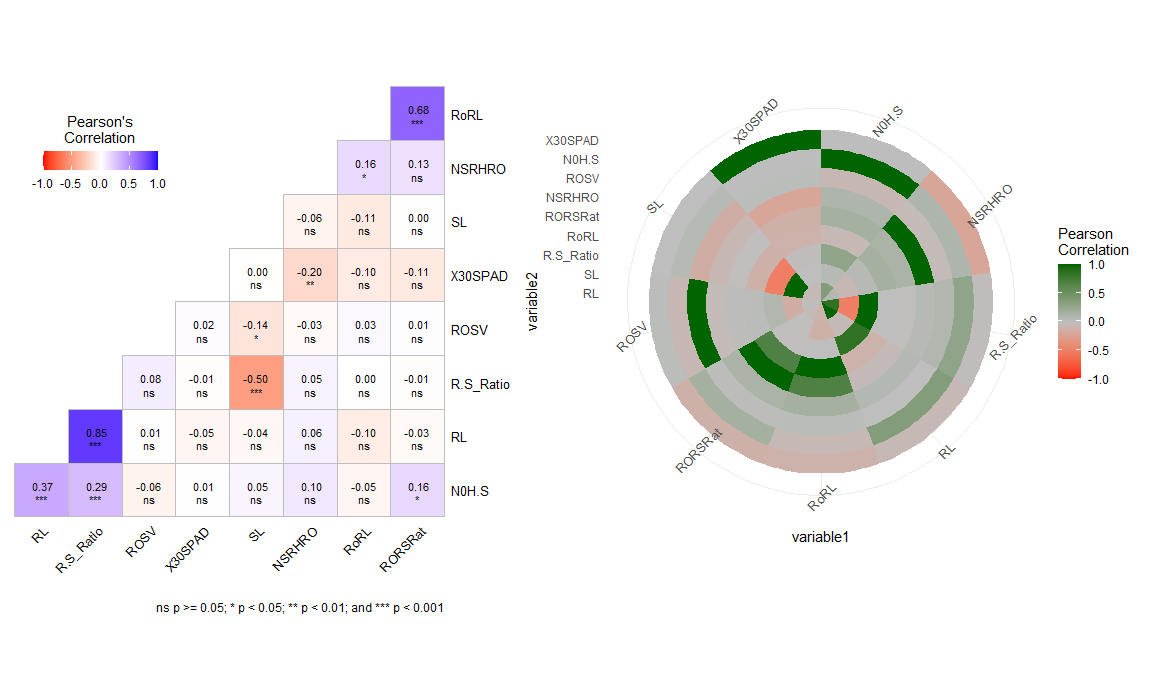 Pearson's
Correlation
-1.0 -0.5 0.0 0.5 1.0
0.68
***
RoRL
0.16 0.13
* ns
NSRHRO
-0.06 -0.11 0.00
ns ns ns
SL
0.00 -0.20 -0.10 -0.11
ns ** ns ns
X30SPAD
0.02 -0.14 -0.03 0.03 0.01
ns * ns ns ns
ROSV
0.08 -0.01 -0.50 0.05 0.00 -0.01
ns ns *** ns ns ns
R.S_Ratio
0.85 0.01 -0.05 -0.04 0.06 -0.10 -0.03
*** ns ns ns ns ns ns
RL
0.37 0.29 -0.06 0.01 0.05 0.10 -0.05 0.16
*** *** ns ns ns ns ns *
N0H.S
RL
R.S_Ratio
ROSV
X30SPAD
SL
NSRHRO
RoRL
RORSRat
ns p >= 0.05; * p < 0.05; ** p < 0.01; and *** p < 0.001
variable2
X30SPAD
N0H.S
ROSV
NSRHRO
RORSRat
RoRL
R.S_Ratio
SL
RL
N0H.S
NSRHRO
R.S_Ratio
RL
RoRL
RORSRat
ROSV
SL
X30SPAD
variable1
Pearson
Correlation
1.0
0.5
0.0
-0.5
-1.0